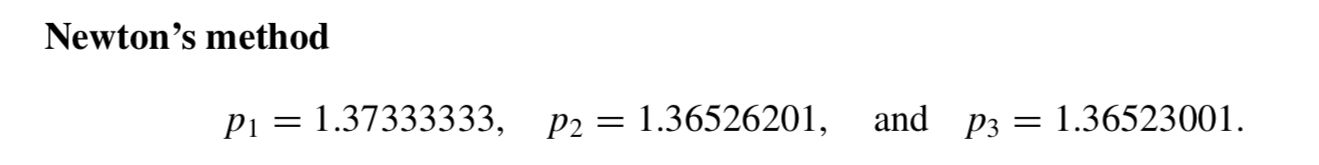 Newton’s method
p₁ = 1.37333333, p₂ = 1.36526201, and p₃ = 1.36523001.